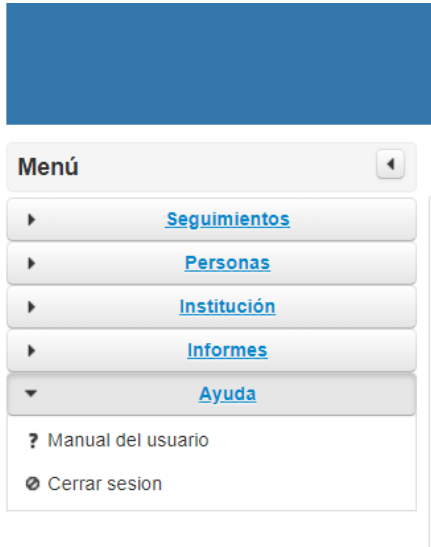 Menú
Seguimientos
Personas
Institución
Informes
Ayuda
? Manual del usuario
Cerrar sesion